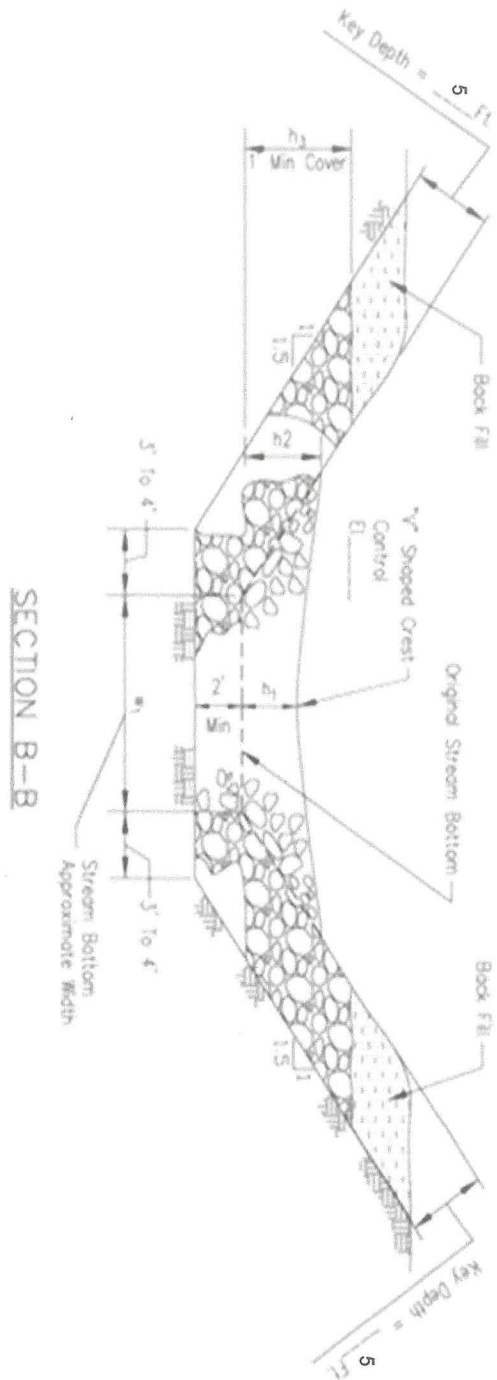 Key Depth = 5 Ft.
h3
1' Min Cover
Back Fill
1
1.5
h2
"V" Shaped Crest
Control
El.
Original Stream Bottom
Back Fill
Key Depth = 5 Ft.
h1
2'
Min
1
1.5
3' To 4'
w1
3' To 4'
Stream Bottom
Approximate Width
SECTION B-B